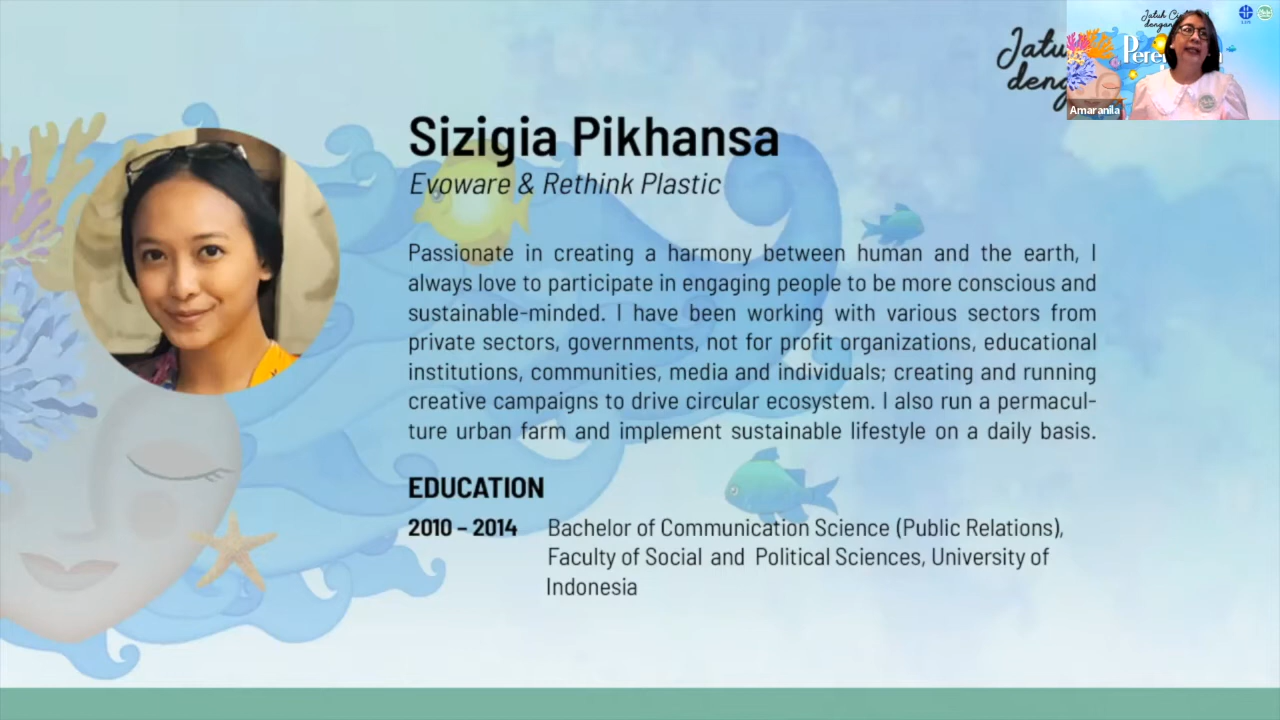 Jatuh
deng
Amaranila
Sizigia Pikhansa
Evoware & Rethink Plastic
Passionate in creating a harmony between human and the earth, I
always love to participate in engaging people to be more conscious and
sustainable-minded. I have been working with various sectors from
private sectors, governments, not for profit organizations, educational
institutions, communities, media and individuals; creating and running
creative campaigns to drive circular ecosystem. I also run a permacul-
ture urban farm and implement sustainable lifestyle on a daily basis.
EDUCATION
2010 – 2014 Bachelor of Communication Science (Public Relations),
Faculty of Social and Political Sciences, University of
Indonesia